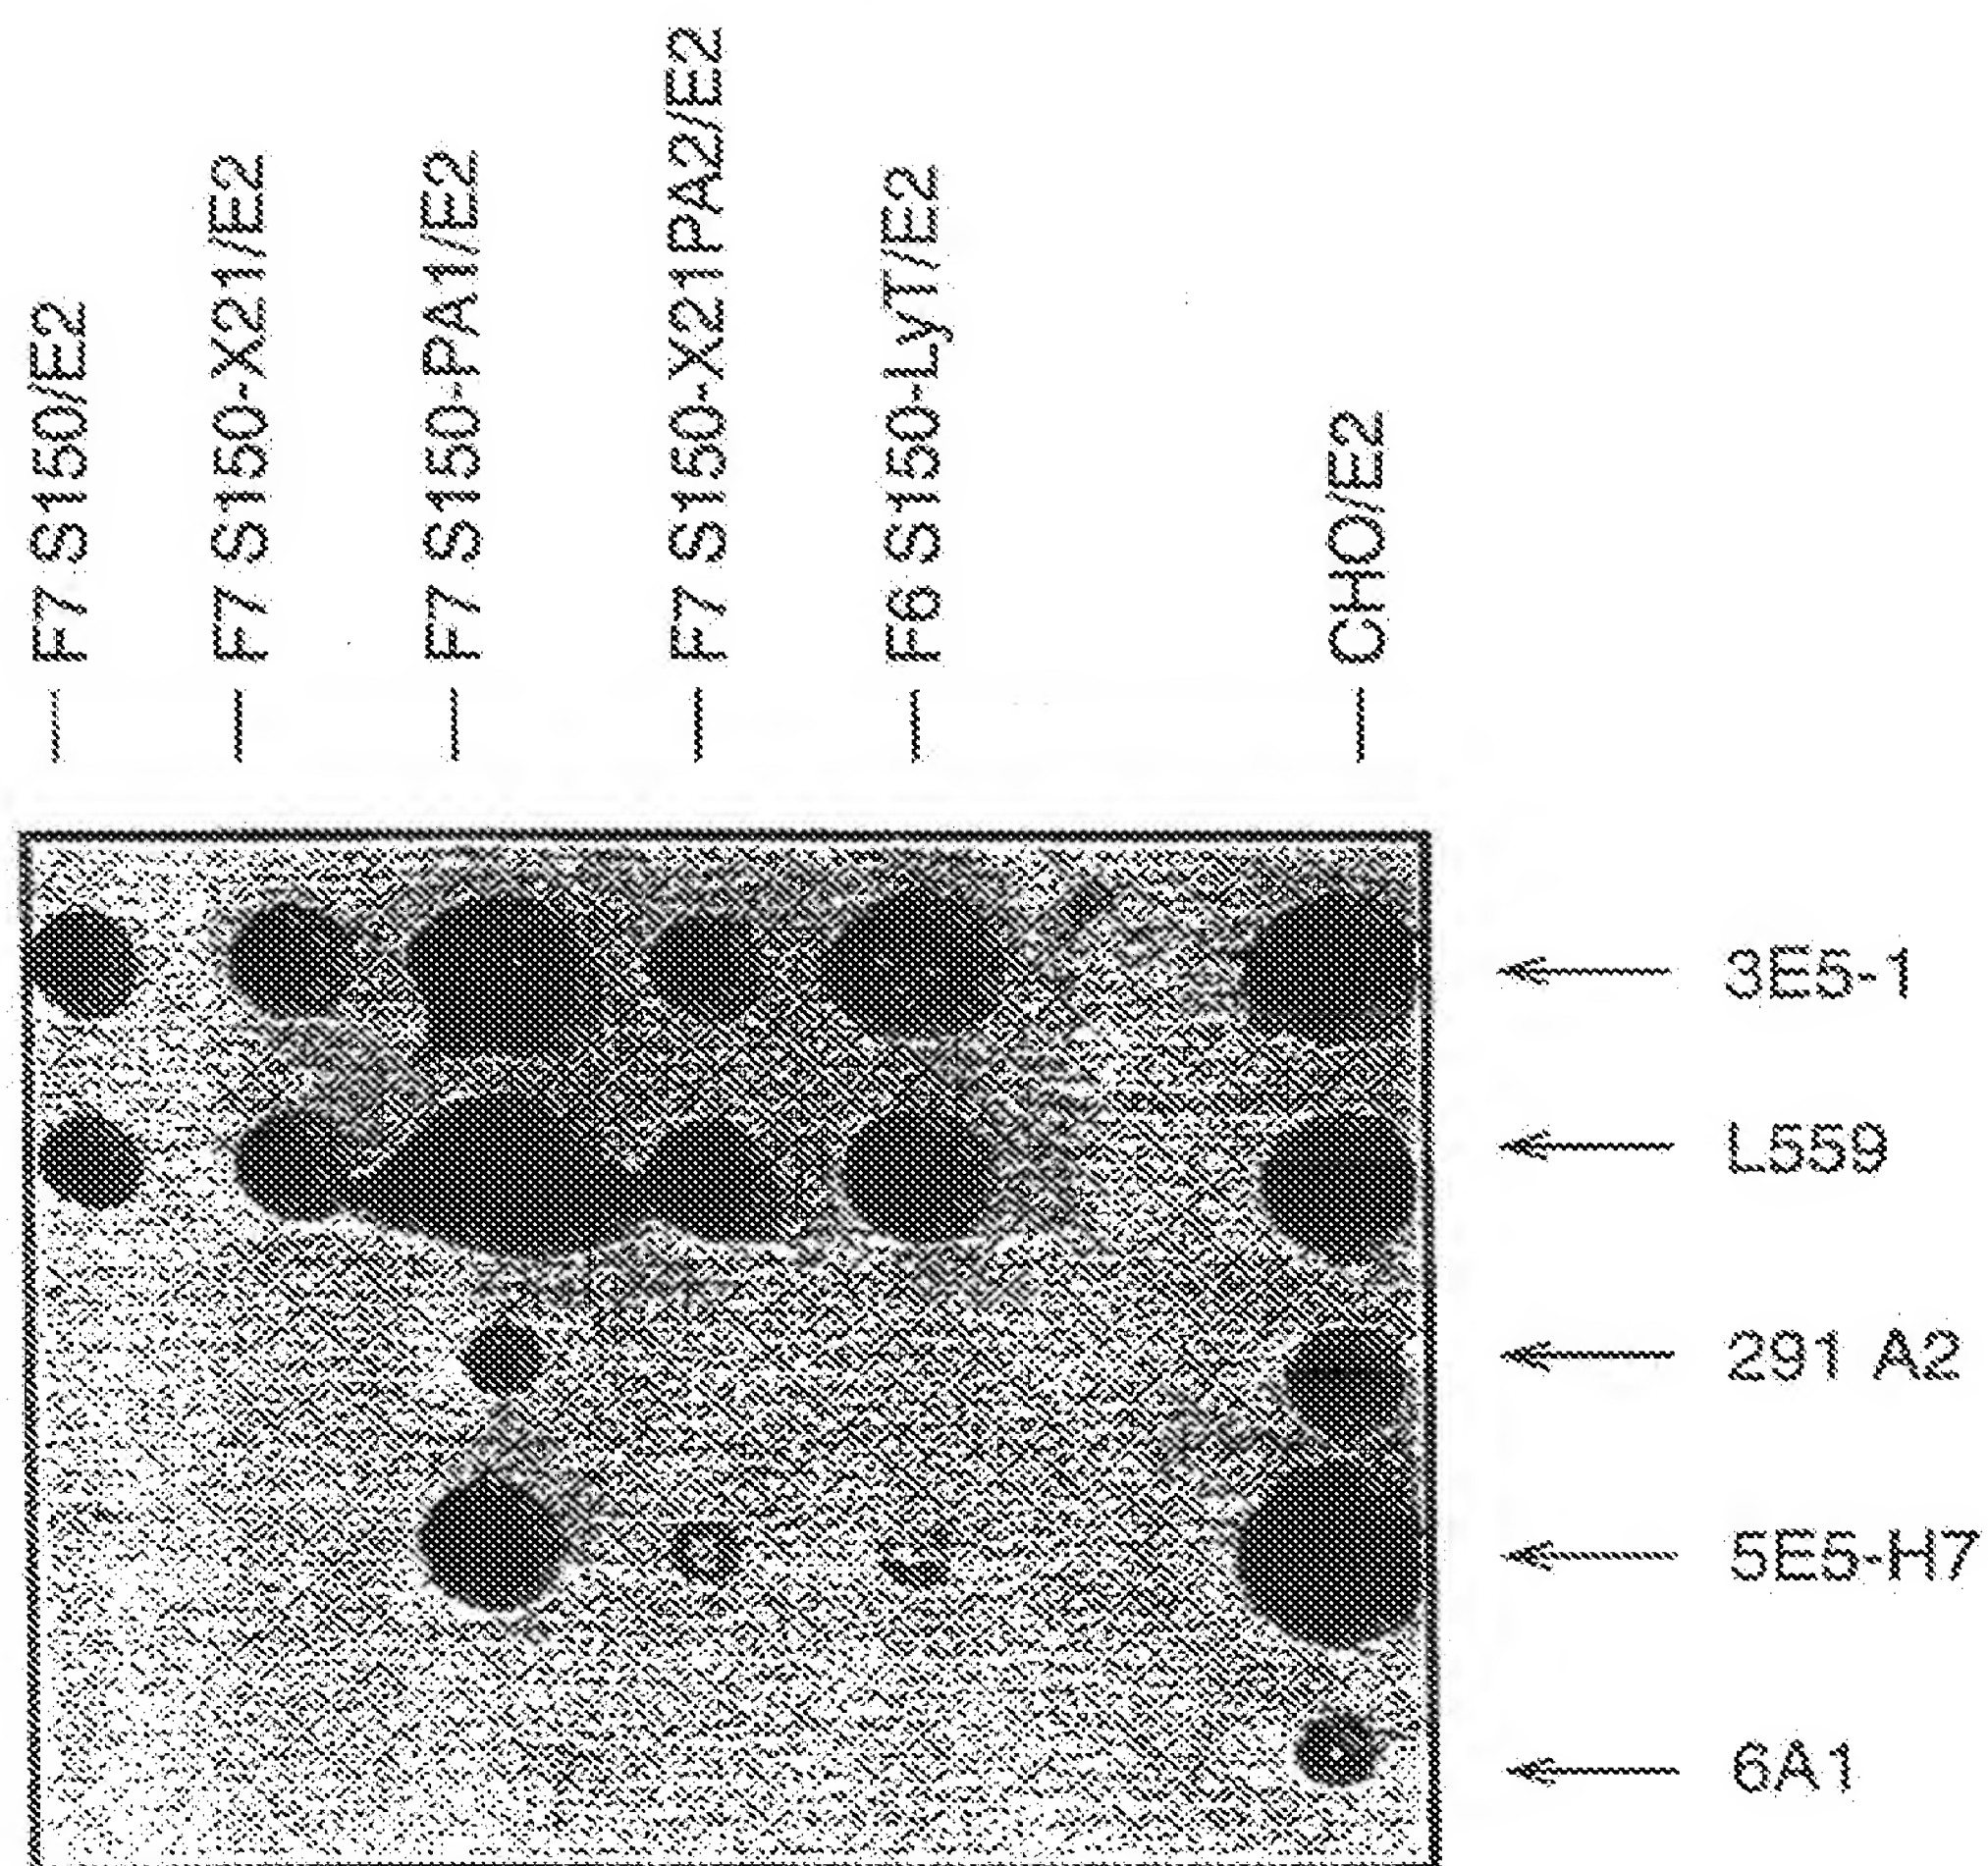 F7 S150/E2
F7 S150-X21/E2
F7 S150-PA1/E2
F7 S150-X21PA2/E2
F6 S150-LyT/E2
CHO/E2
3E5-1
L559
291 A2
5E5-H7
6A1